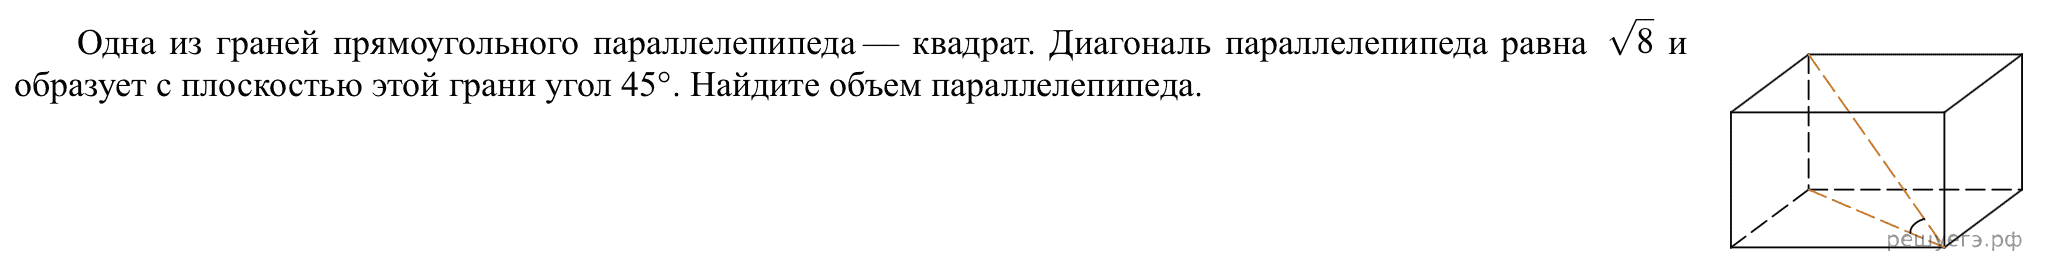 Одна из граней прямоугольного параллелепипеда — квадрат. Диагональ параллелепипеда равна √8 и
образует с плоскостью этой грани угол 45°. Найдите объем параллелепипеда.
решуегэ.рф